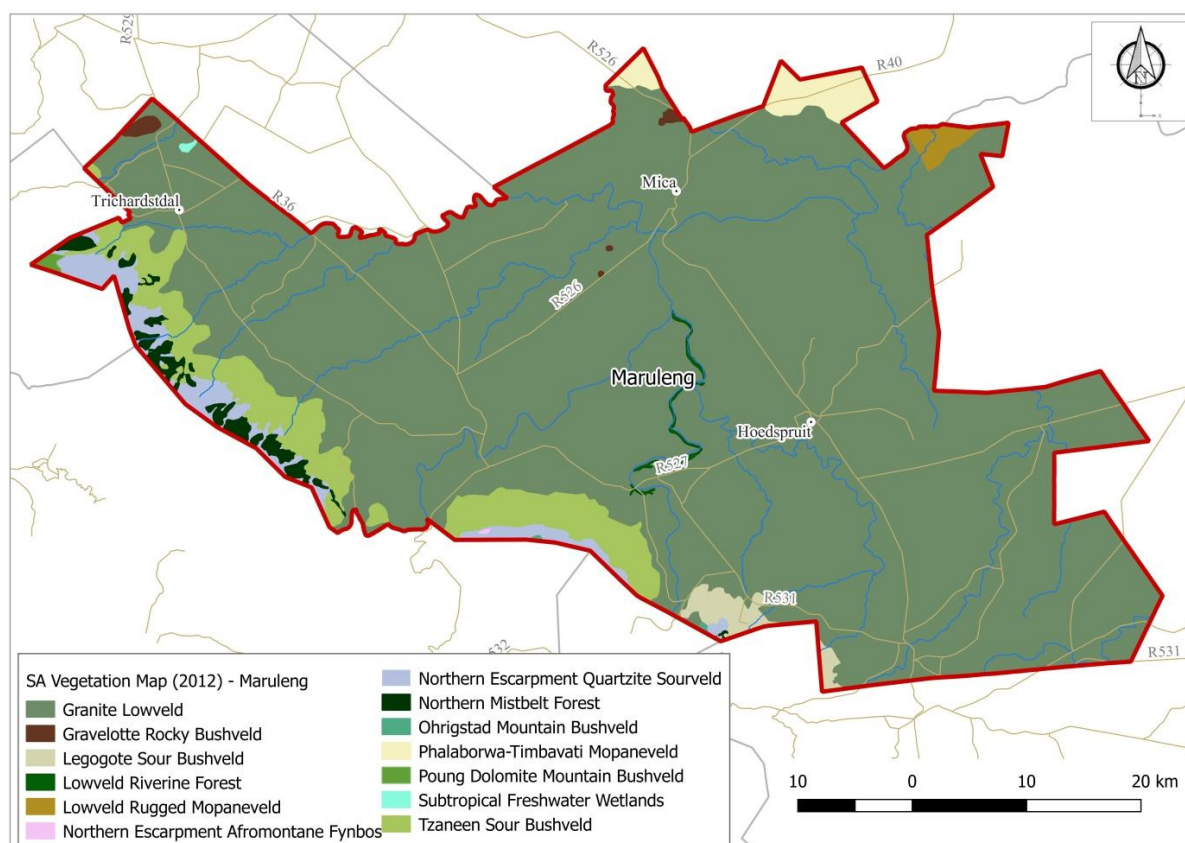 R529
R526
R40
N
Trichardstdal
R36
Mica
R526
Maruleng
Hoedspruit
R527
R531
R531
532
SA Vegetation Map (2012) - Maruleng
Granite Lowveld
Gravelotte Rocky Bushveld
Legogote Sour Bushveld
Lowveld Riverine Forest
Lowveld Rugged Mopaneveld
Northern Escarpment Afromontane Fynbos
Northern Escarpment Quartzite Sourveld
Northern Mistbelt Forest
Ohrigstad Mountain Bushveld
Phalaborwa-Timbavati Mopaneveld
Poung Dolomite Mountain Bushveld
Subtropical Freshwater Wetlands
Tzaneen Sour Bushveld
10 0 10 20 km